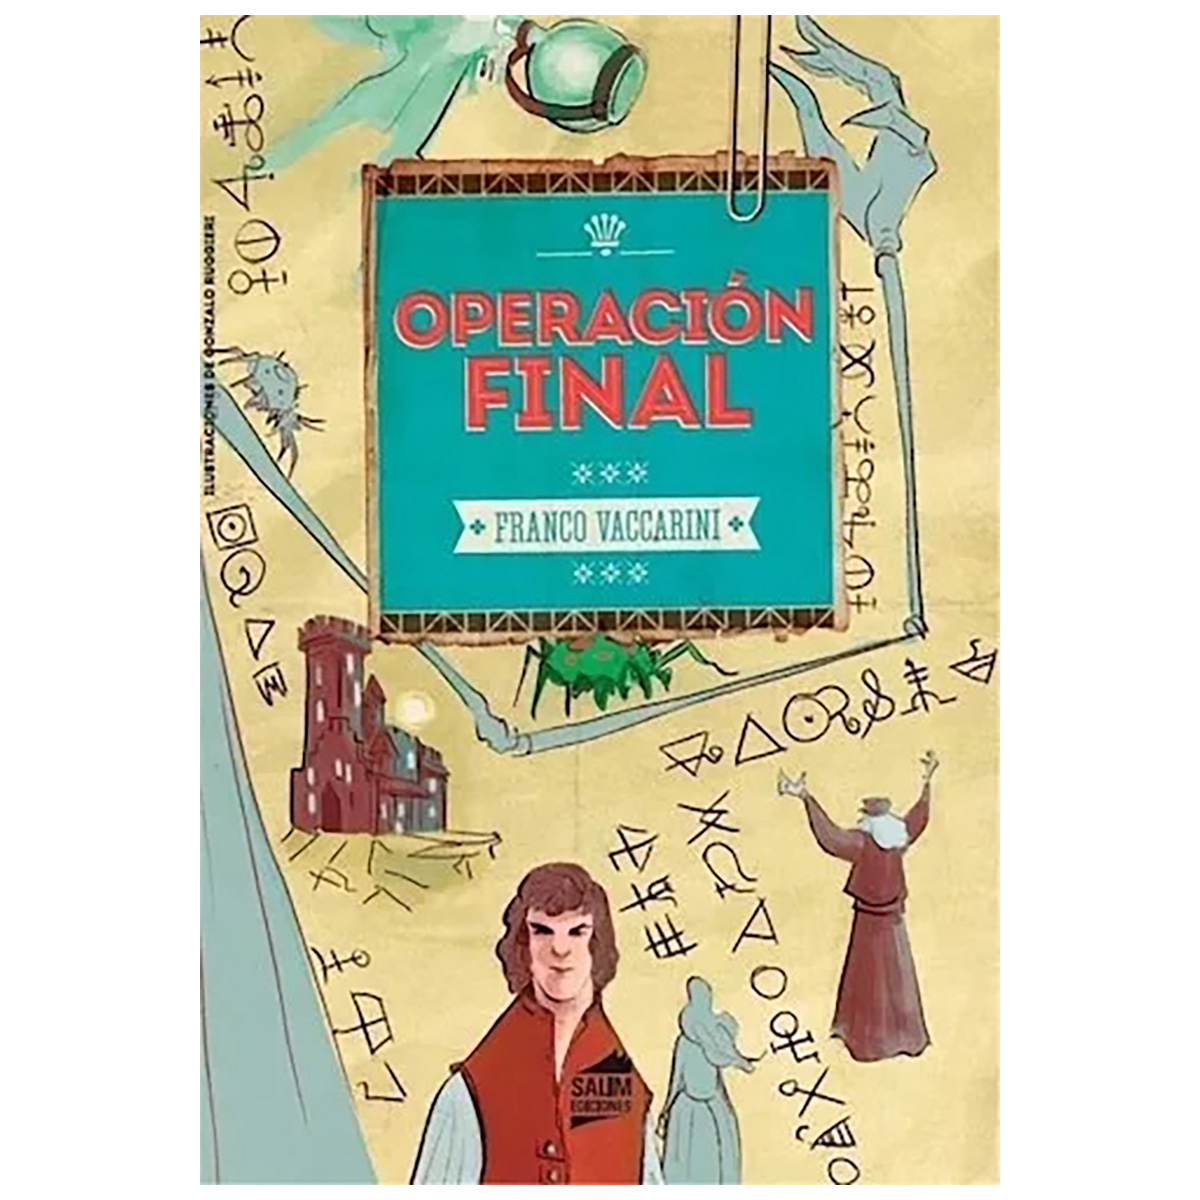 OPERACIÓN
FINAL
FRANCO VACCARINI
ILUSTRACIONES DE GONZALO RUGGIERI
SALIM
EDICIONES